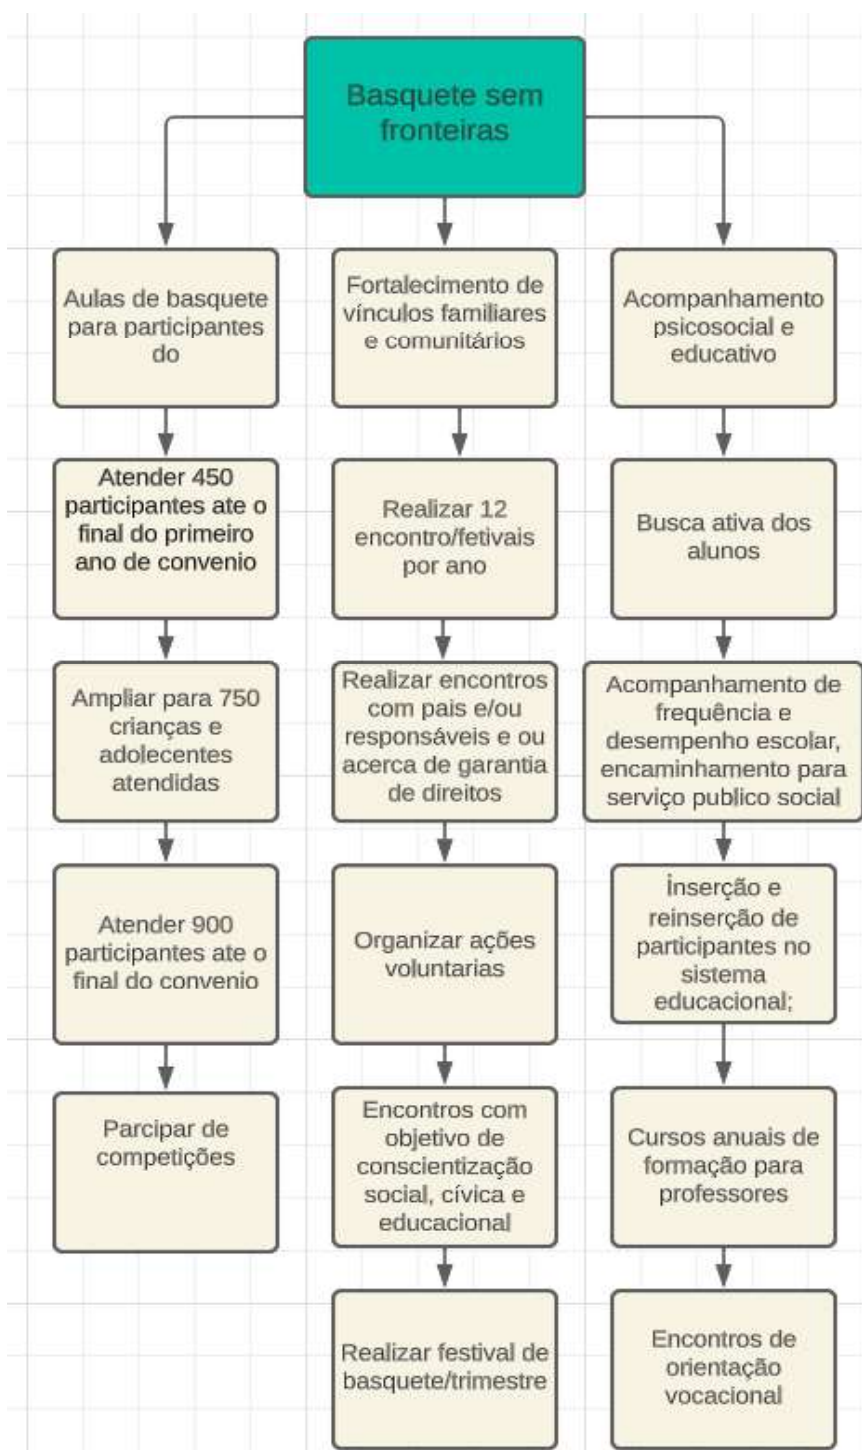 Basquete sem
fronteiras
Aulas de basquete
para participantes
do
Fortalecimento de
vínculos familiares
e comunitários
Acompanhamento
psicosocial e
educativo
Atender 450
participantes ate o
final do primeiro
ano de convenio
Realizar 12
encontro/fetivais
por ano
Busca ativa dos
alunos
Ampliar para 750
crianças e
adolecentes
atendidas
Realizar encontros
com pais e/ou
responsáveis e ou
acerca de garantia
de direitos
Acompanhamento de
frequência e
desempenho escolar,
encaminhamento para
serviço publico social
Atender 900
participantes ate o
final do convenio
Organizar ações
voluntarias
İnserção e
reinserção de
participantes no
sistema
educacional;
Parcipar de
competições
Encontros com
objetivo de
conscientização
social, cívica e
educacional
Cursos anuais de
formação para
professores
Realizar festival de
basquete/trimestre
Encontros de
orientação
vocacional